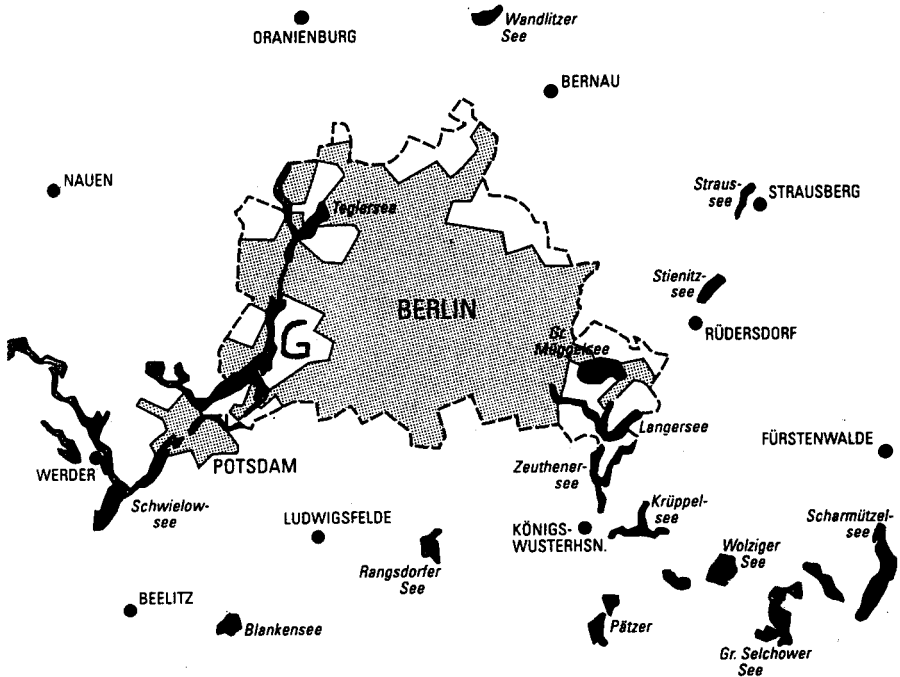 Wandlitzer
See
ORANIENBURG
BERNAU
NAUEN
Straus-
see
STRAUSBERG
Teglersee
Stienitz-
see
BERLIN
RÜDERSDORF
Gr.
Müggelsee
G
Langersee
FÜRSTENWALDE
POTSDAM
WERDER
Zeuthener-
see
Schwielow-
see
LUDWIGSFELDE
KÖNIGS-
WUSTERHSN.
Krüppel-
see
Scharmützel-
see
Rangsdorfer
See
Wolziger
See
BEELITZ
Blankensee
Pätzer
Gr. Selchower
See